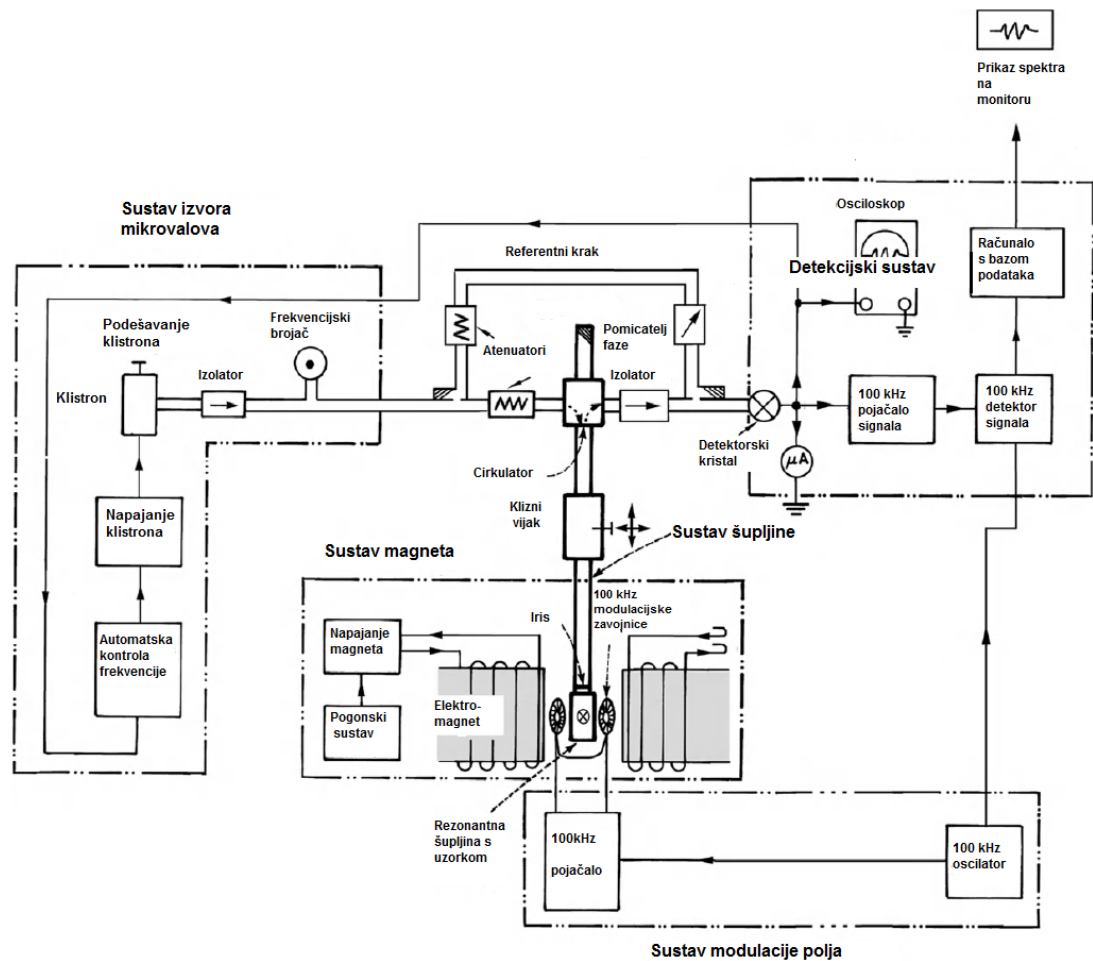 Prikaz spektra
na
monitoru
Sustav izvora
mikrovalova
Osciloskop
Detekcijski sustav
Računalo
s bazom
podataka
Referentni krak
Podešavanje
klistrona
Frekvencijski
brojač
Atenuatori
Pomicatelj
faze
Izolator
Izolator
Klistron
100 kHz
pojačalo
signala
100 kHz
detektor
signala
Detektorski
kristal
Cirkulator
µA
Napajanje
klistrona
Klizni
vijak
Sustav šupljine
Sustav magneta
100 kHz
modulacijske
zavojnice
Iris
Automatska
kontrola
frekvencije
Napajanje
magneta
Elektro-
magnet
Pogonski
sustav
Rezonantna
šupljina s
uzorkom
100kHz
pojačalo
100 kHz
oscilator
Sustav modulacije polja